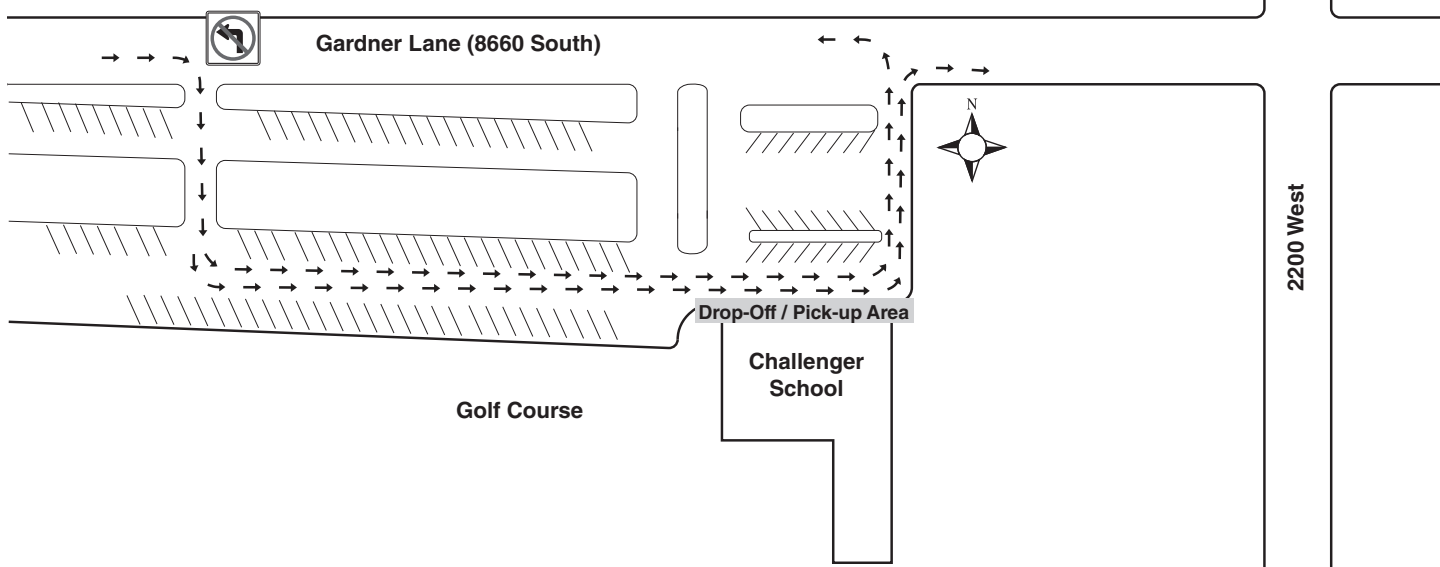 Gardner Lane (8660 South)
N
2200 West
Drop-Off / Pick-up Area
Challenger
School
Golf Course